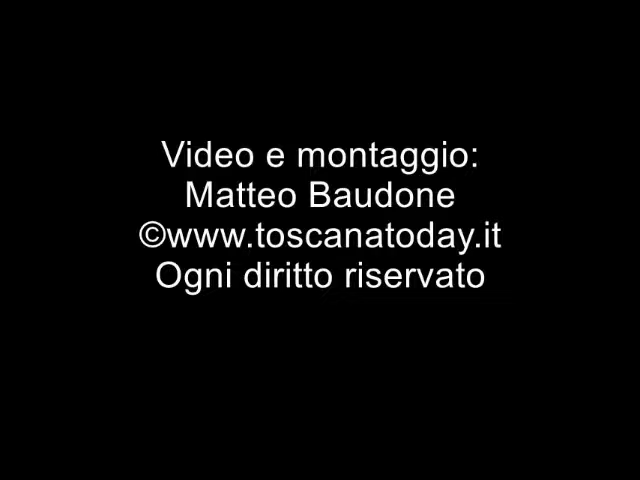 Video e montaggio:
Matteo Baudone
©www.toscanatoday.it
Ogni diritto riservato